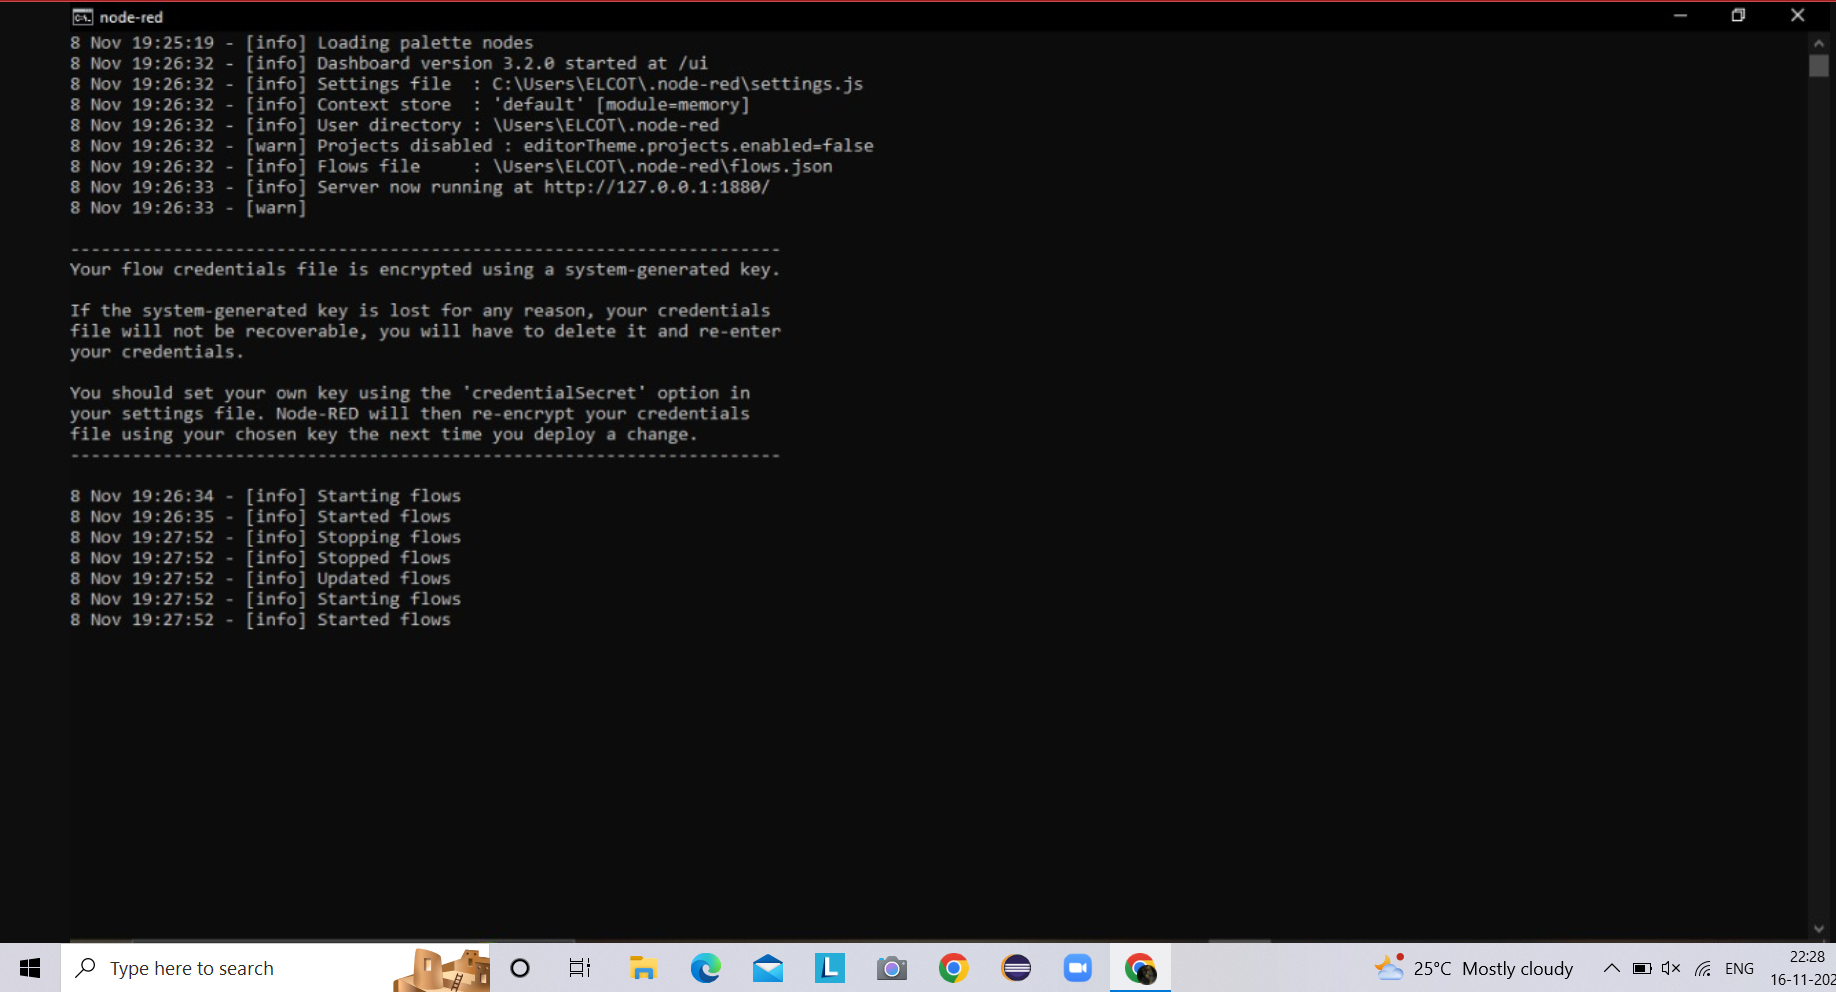 node-red
8 Nov 19:25:19 - [info] Loading palette nodes
8 Nov 19:26:32 - [info] Dashboard version 3.2.0 started at /ui
8 Nov 19:26:32 - [info] Settings file  : C:\Users\ELCOT\.node-red\settings.js
8 Nov 19:26:32 - [info] Context store  : 'default' [module=memory]
8 Nov 19:26:32 - [info] User directory : \Users\ELCOT\.node-red
8 Nov 19:26:32 - [warn] Projects disabled : editorTheme.projects.enabled=false
8 Nov 19:26:32 - [info] Flows file     : \Users\ELCOT\.node-red\flows.json
8 Nov 19:26:33 - [info] Server now running at http://127.0.0.1:1880/
8 Nov 19:26:33 - [warn]
---------------------------------------------------------------------
Your flow credentials file is encrypted using a system-generated key.
If the system-generated key is lost for any reason, your credentials
file will not be recoverable, you will have to delete it and re-enter
your credentials.
You should set your own key using the 'credentialSecret' option in
your settings file. Node-RED will then re-encrypt your credentials
file using your chosen key the next time you deploy a change.
---------------------------------------------------------------------
8 Nov 19:26:34 - [info] Starting flows
8 Nov 19:26:35 - [info] Started flows
8 Nov 19:27:52 - [info] Stopping flows
8 Nov 19:27:52 - [info] Stopped flows
8 Nov 19:27:52 - [info] Updated flows
8 Nov 19:27:52 - [info] Starting flows
8 Nov 19:27:52 - [info] Started flows
Type here to search
L
25°C Mostly cloudy
ENG
22:28
16-11-202